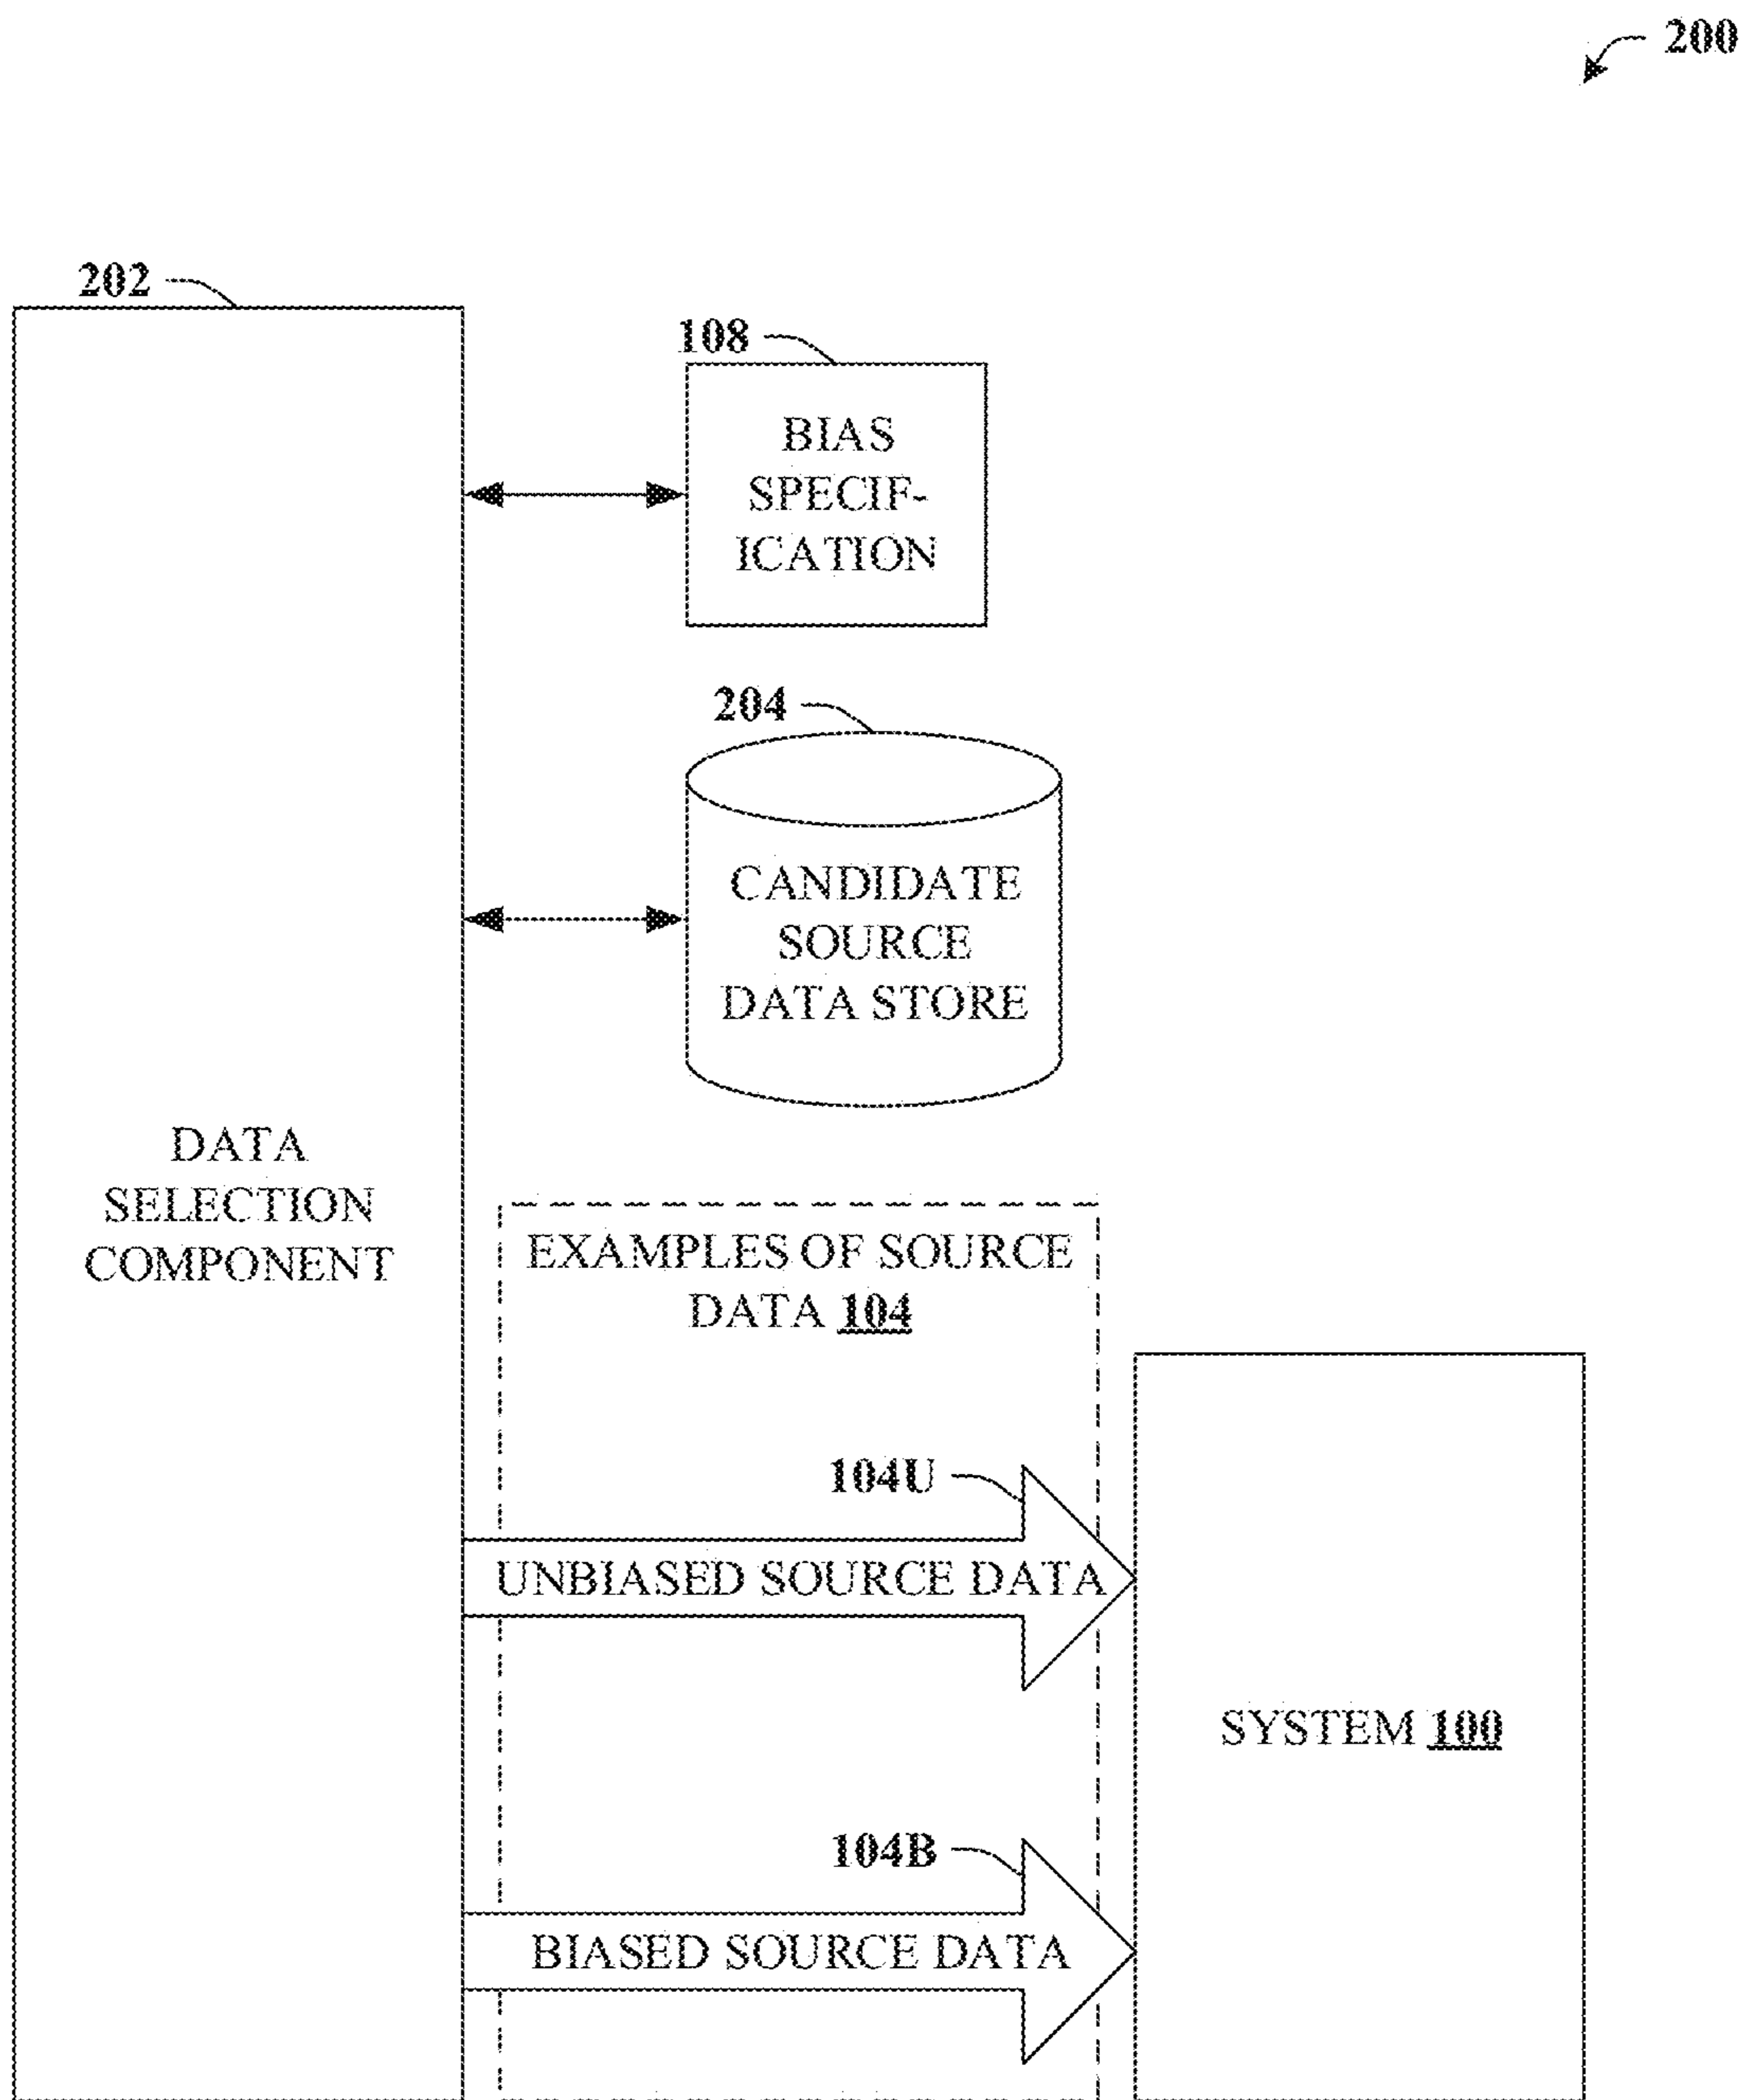 200
202
108
BIAS
SPECIF-
ICATION
204
CANDIDATE
SOURCE
DATA STORE
DATA
SELECTION
COMPONENT
EXAMPLES OF SOURCE
DATA 104
104U
UNBIASED SOURCE DATA
SYSTEM 100
104B
BIASED SOURCE DATA